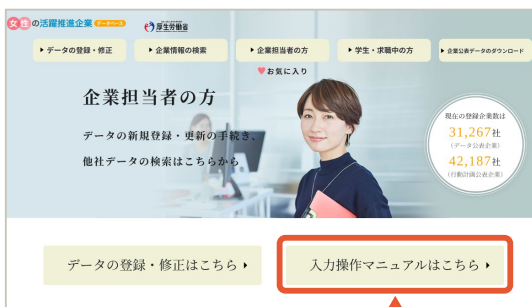 女性の活躍推進企業データベース
厚生労働省
データの登録・修正
企業情報の検索
企業担当者の方
学生・求職中の方
企業公表データのダウンロード
お気に入り
企業担当者の方
データの新規登録・更新の手続き、
他社データの検索はこちらから
現在の登録企業数は
31,267社
(データ公表企業)
42,187社
(行動計画公表企業)
データの登録・修正はこちら
入力操作マニュアルはこちら